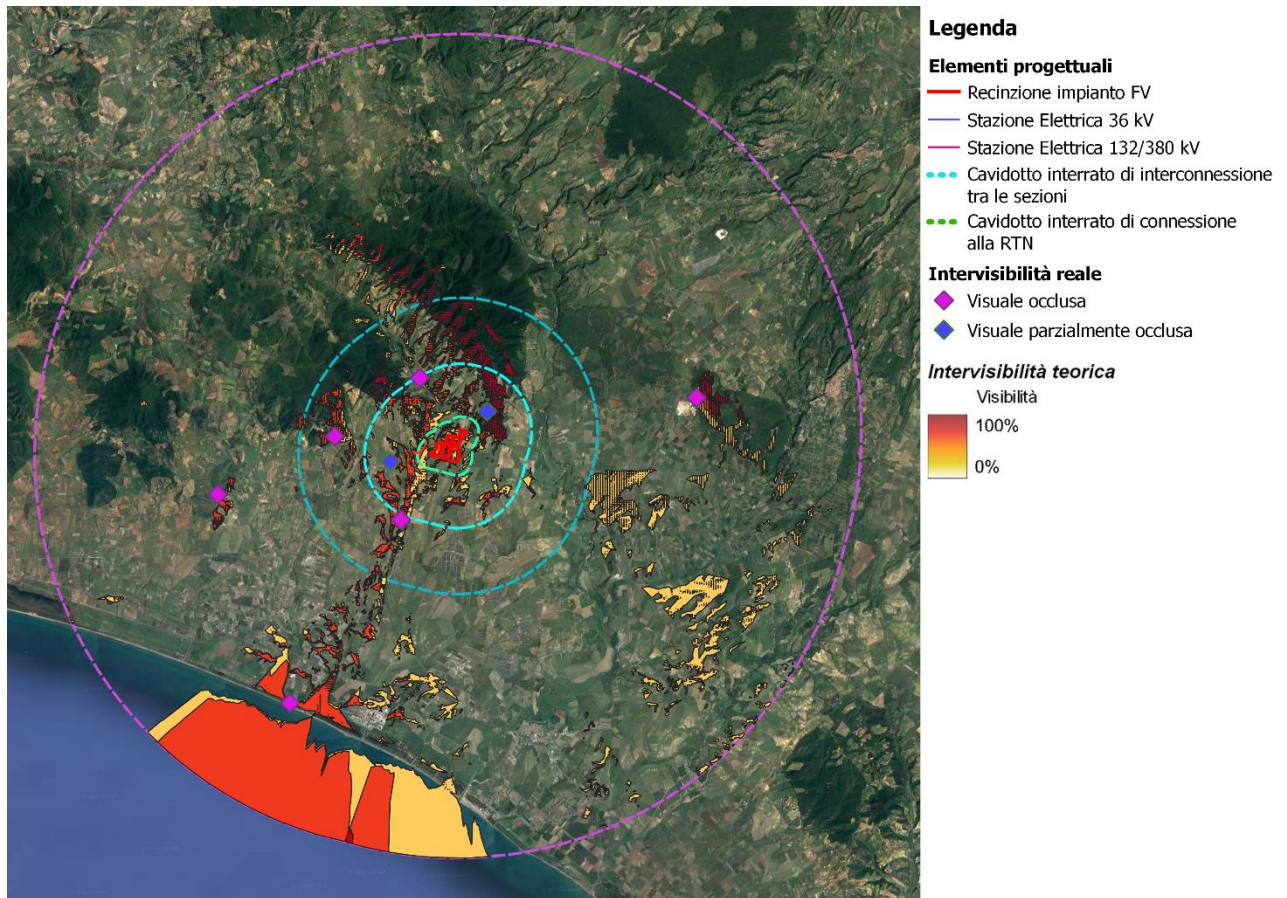 Legenda
Elementi progettuali
Recinzione impianto FV
Stazione Elettrica 36 kV
Stazione Elettrica 132/380 kV
Cavidotto interrato di interconnessione
tra le sezioni
Cavidotto interrato di connessione
alla RTN
Intervisibilità reale
Visuale occlusa
Visuale parzialmente occlusa
Intervisibilità teorica
Visibilità
100%
0%